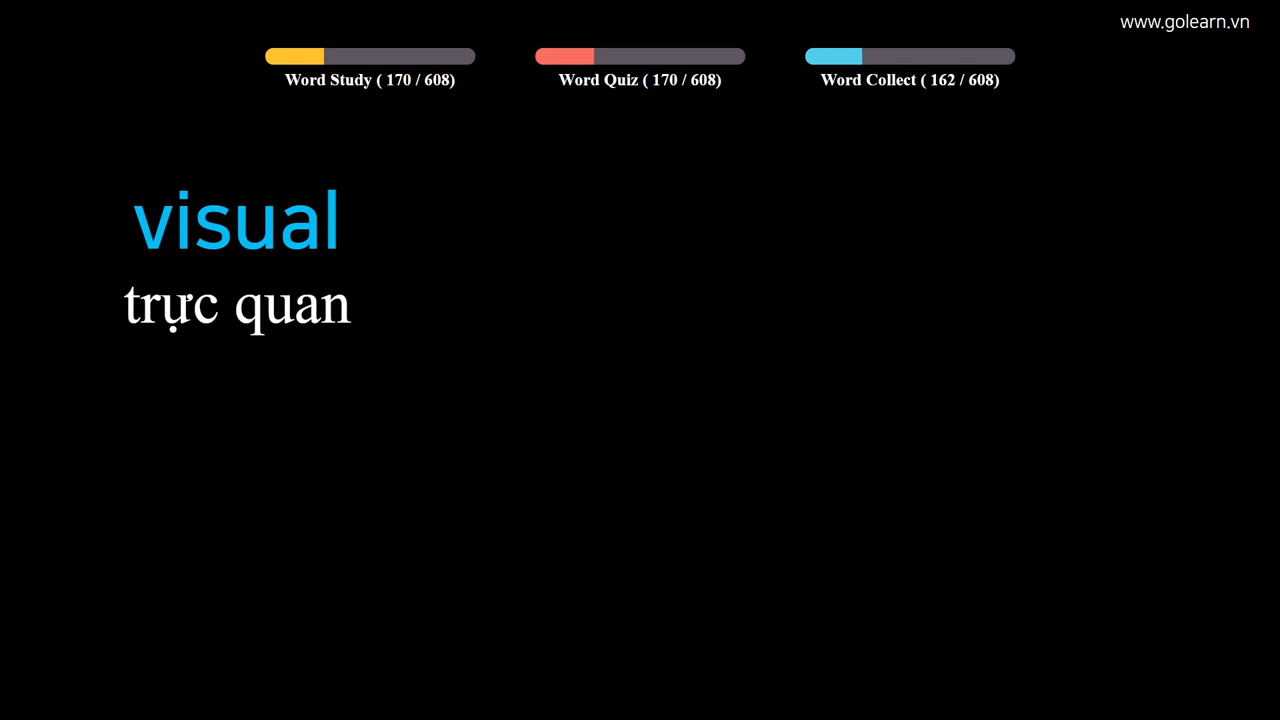 www.golearn.vn
Word Study ( 170 / 608)
Word Quiz ( 170 / 608)
Word Collect ( 162 / 608)
visual
trực quan